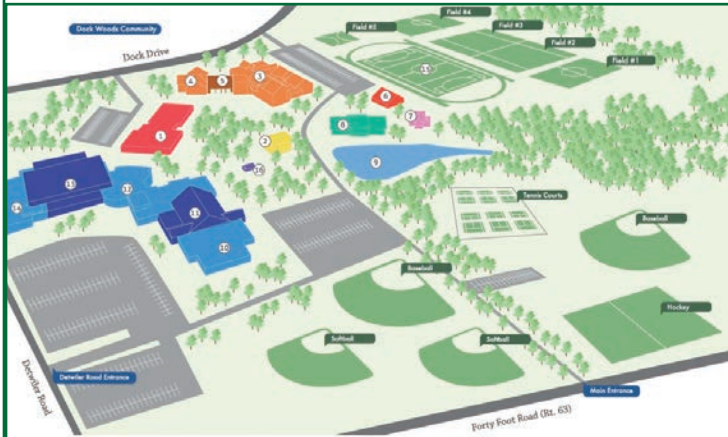 Dock Woods Community
Dock Drive
Field #5
Field #4
Field #3
Field #2
Field #1
15
4
5
3
6
7
8
1
2
9
16
13
12
14
11
10
Tennis Courts
Baseball
Baseball
Hockey
Softball
Softball
Detwiler Road Entrance
Detwiler Road
Main Entrance
Forty Foot Road (Rt. 63)